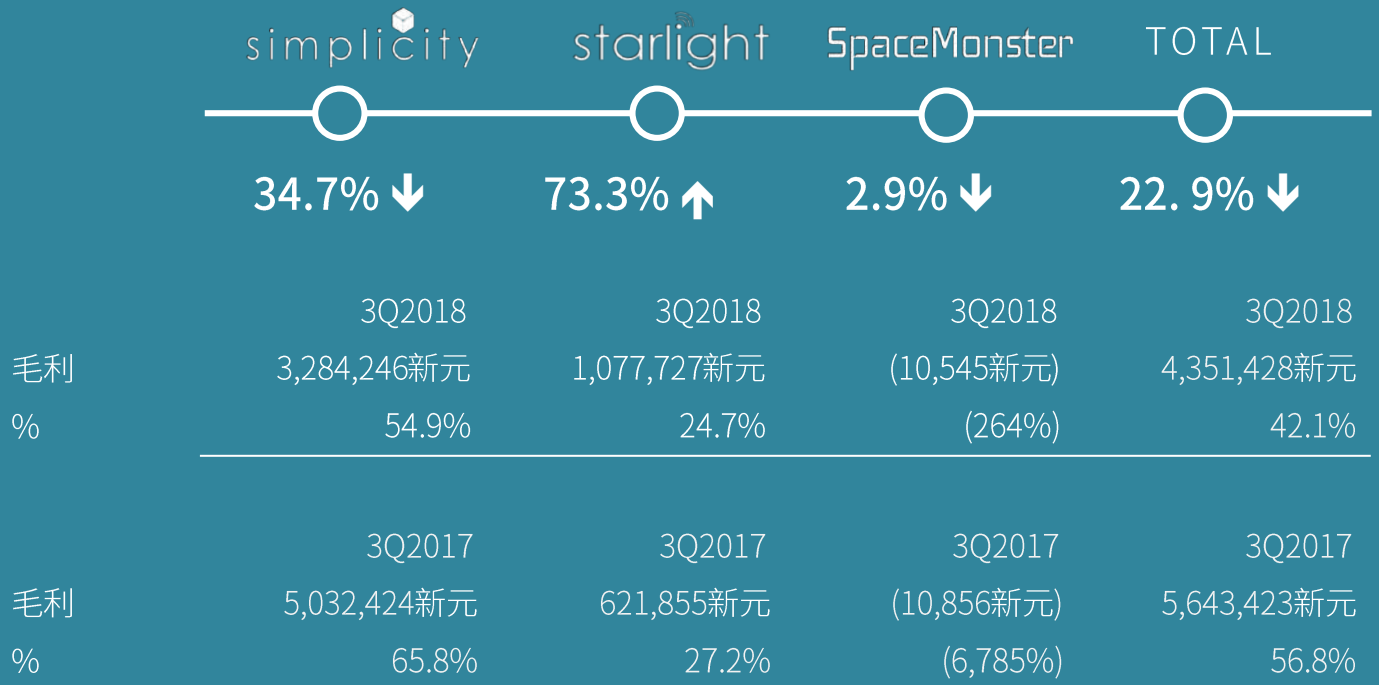 simplicity starlight SpaceMonster TOTAL
34.7% 73.3% 2.9% 22. 9%
3Q2018 3Q2018 3Q2018 3Q2018
毛利 3,284,246新元 1,077,727新元 (10,545新元) 4,351,428新元
% 54.9% 24.7% (264%) 42.1%
3Q2017 3Q2017 3Q2017 3Q2017
毛利 5,032,424新元 621,855新元 (10,856新元) 5,643,423新元
% 65.8% 27.2% (6,785%) 56.8%